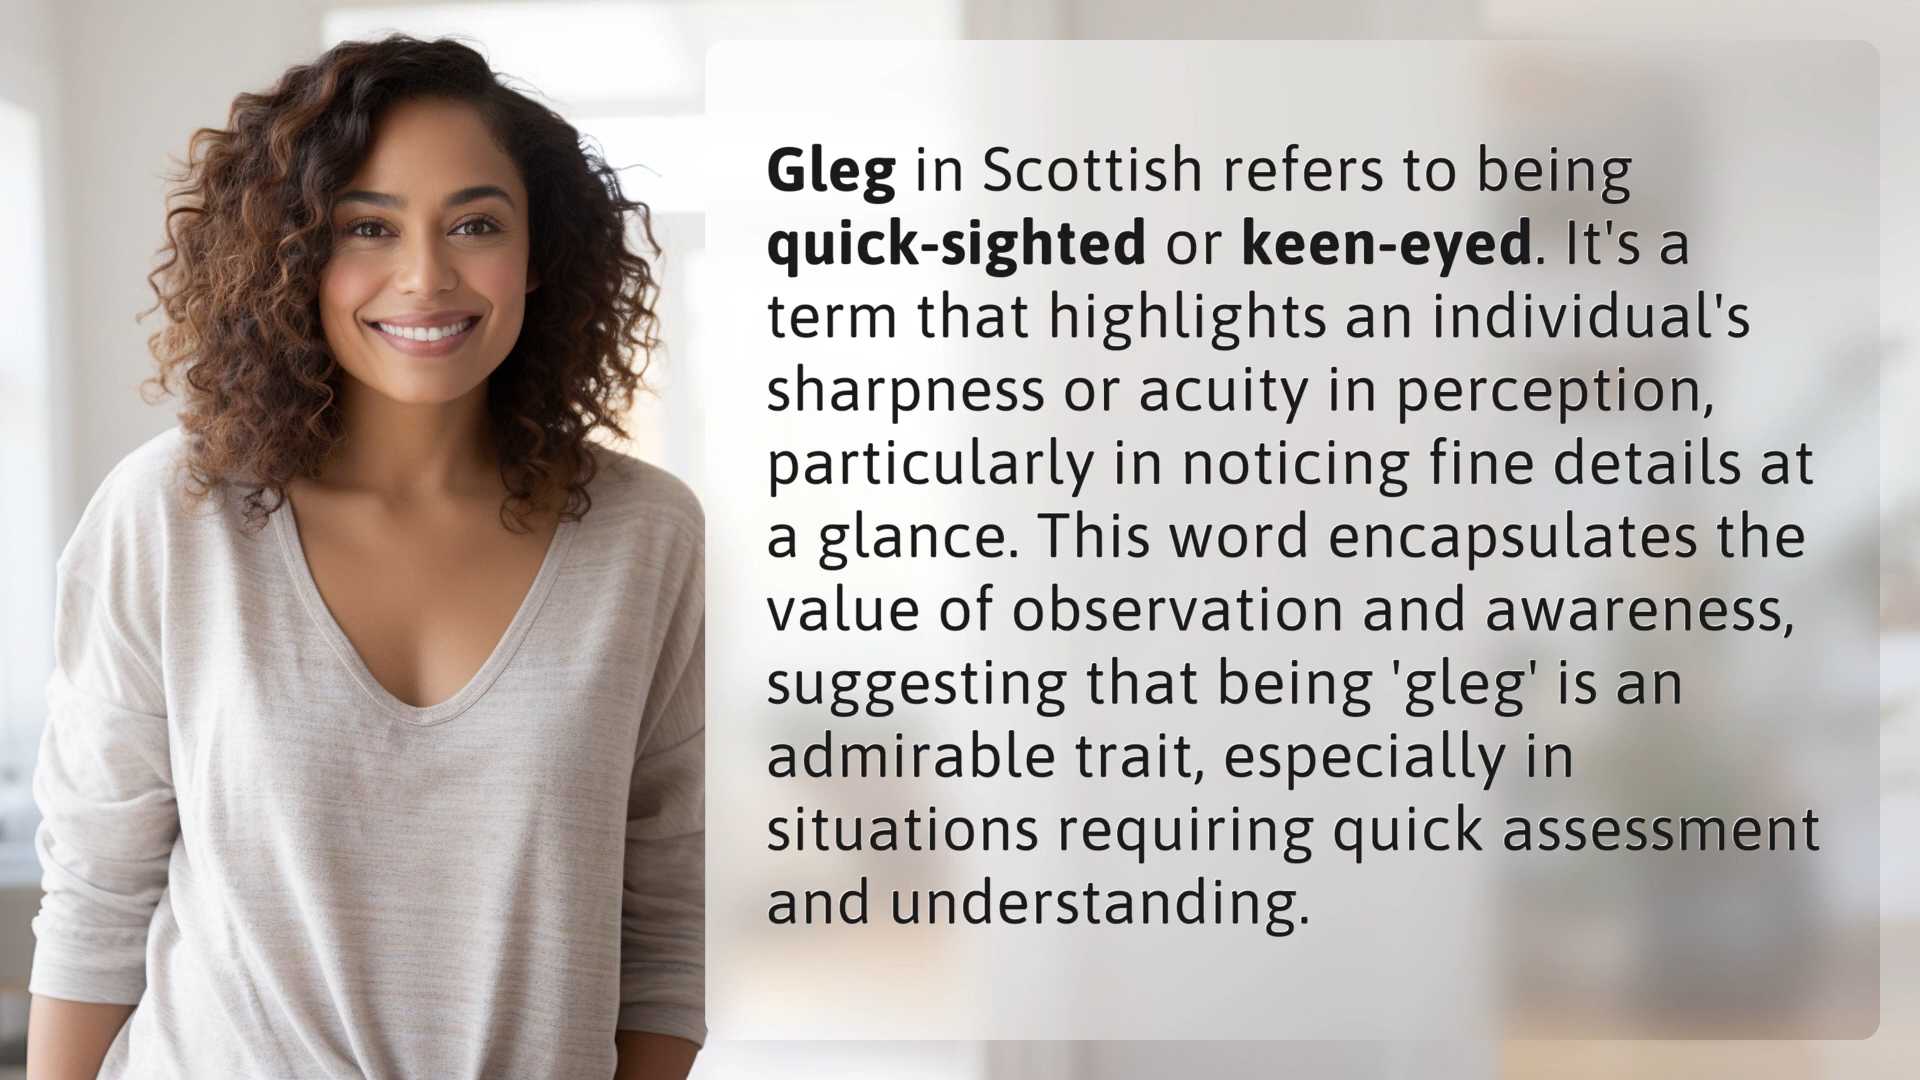 Gleg in Scottish refers to being
quick-sighted or keen-eyed. It's a
term that highlights an individual's
sharpness or acuity in perception,
particularly in noticing fine details at
a glance. This word encapsulates the
value of observation and awareness,
suggesting that being 'gleg' is an
admirable trait, especially in
situations requiring quick assessment
and understanding.